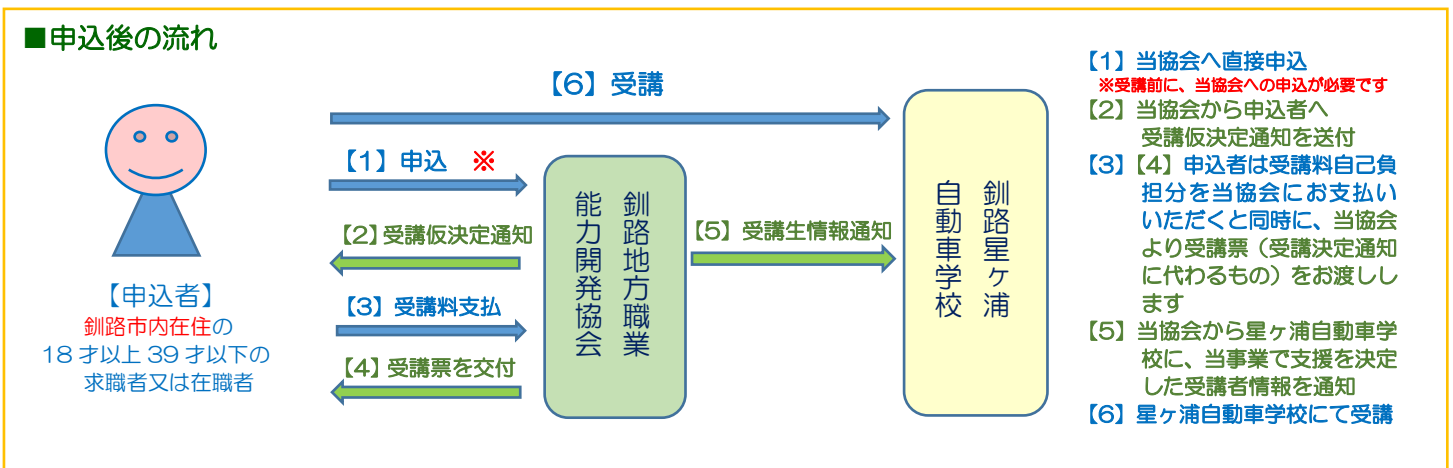 ■申込後の流れ
【6】受講
【1】申込 ※
【2】受講仮決定通知
【3】受講料支払
【4】受講票を交付
【申込者】
釧路市内在住の
18才以上39才以下の
求職者又は在職者
釧路地方職業
能力開発協会
【5】受講生情報通知
釧路星ヶ浦
自動車学校
【1】当協会へ直接申込
※受講前に、当協会への申込が必要です
【2】当協会から申込者へ
受講仮決定通知を送付
【3】【4】申込者は受講料自己負
担分を当協会にお支払い
いただくと同時に、当協会
より受講票（受講決定通知
に代わるもの）をお渡しし
ます
【5】当協会から星ヶ浦自動車学
校に、当事業で支援を決定
した受講者情報を通知
【6】星ヶ浦自動車学校にて受講